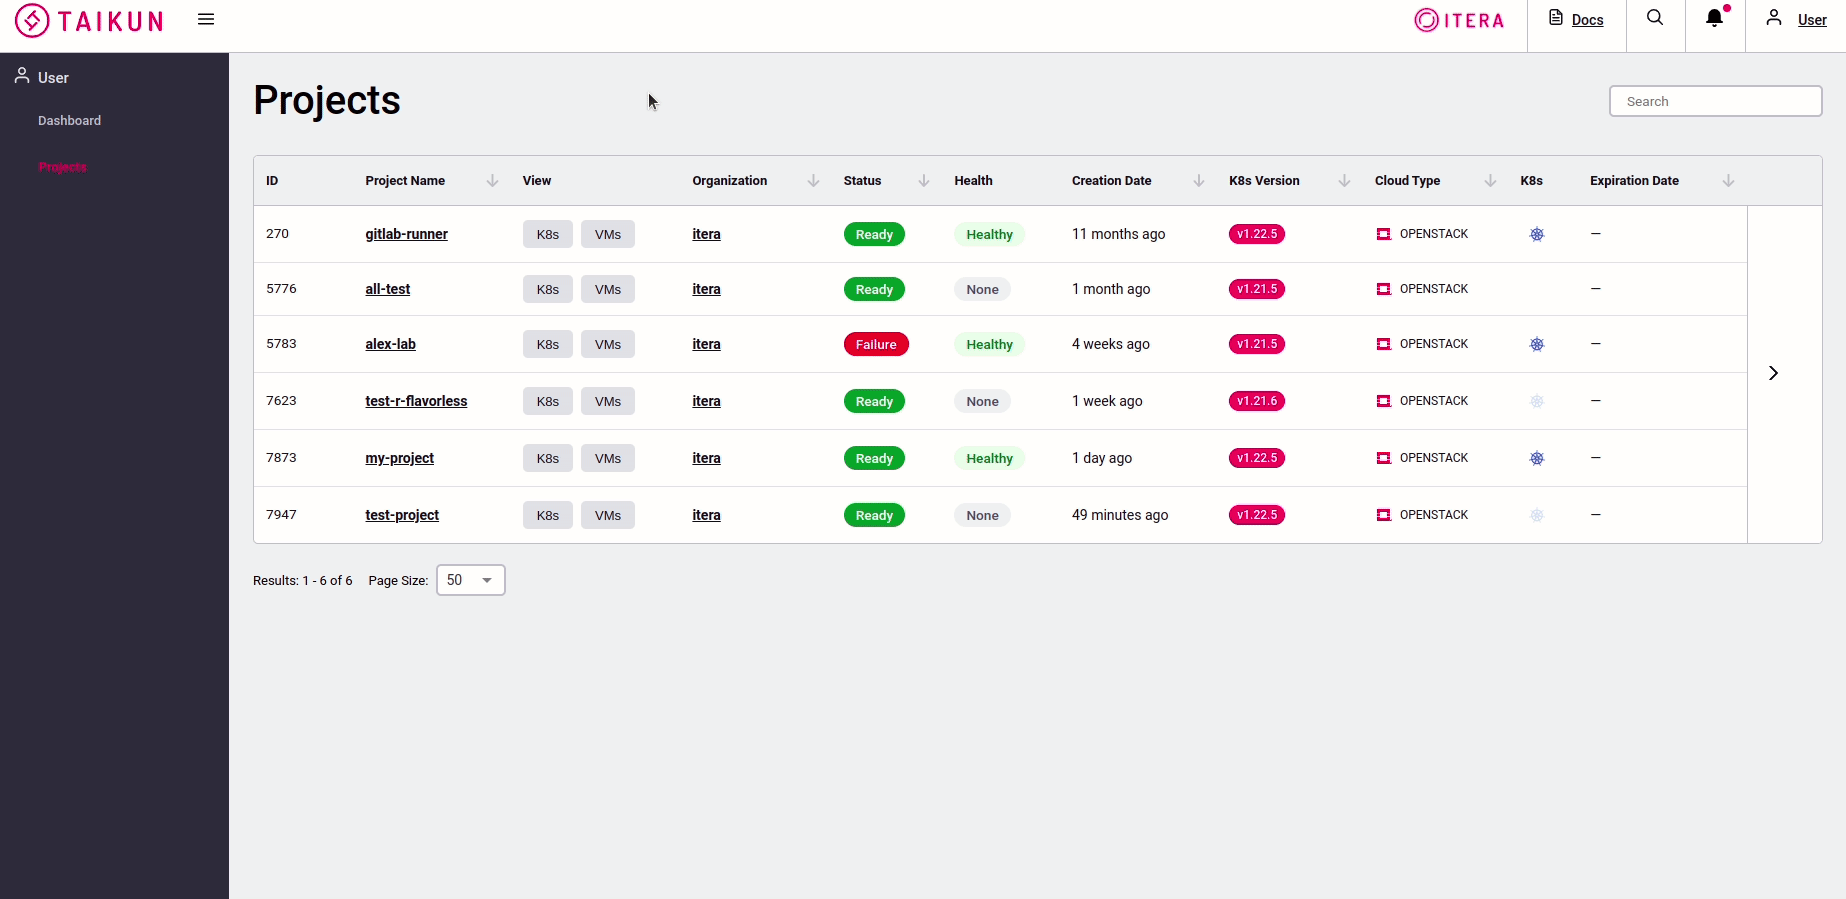 TAIKUN
ITERA
Docs
User
User
Dashboard
Projects
Projects
Search
ID Project Name View Organization Status Health Creation Date K8s Version Cloud Type K8s Expiration Date
270 gitlab-runner K8s VMs itera Ready Healthy 11 months ago v1.22.5 OPENSTACK –
5776 all-test K8s VMs itera Ready None 1 month ago v1.21.5 OPENSTACK –
5783 alex-lab K8s VMs itera Failure Healthy 4 weeks ago v1.21.5 OPENSTACK –
7623 test-r-flavorless K8s VMs itera Ready None 1 week ago v1.21.6 OPENSTACK –
7873 my-project K8s VMs itera Ready Healthy 1 day ago v1.22.5 OPENSTACK –
7947 test-project K8s VMs itera Ready None 49 minutes ago v1.22.5 OPENSTACK –
Results: 1 - 6 of 6 Page Size: 50